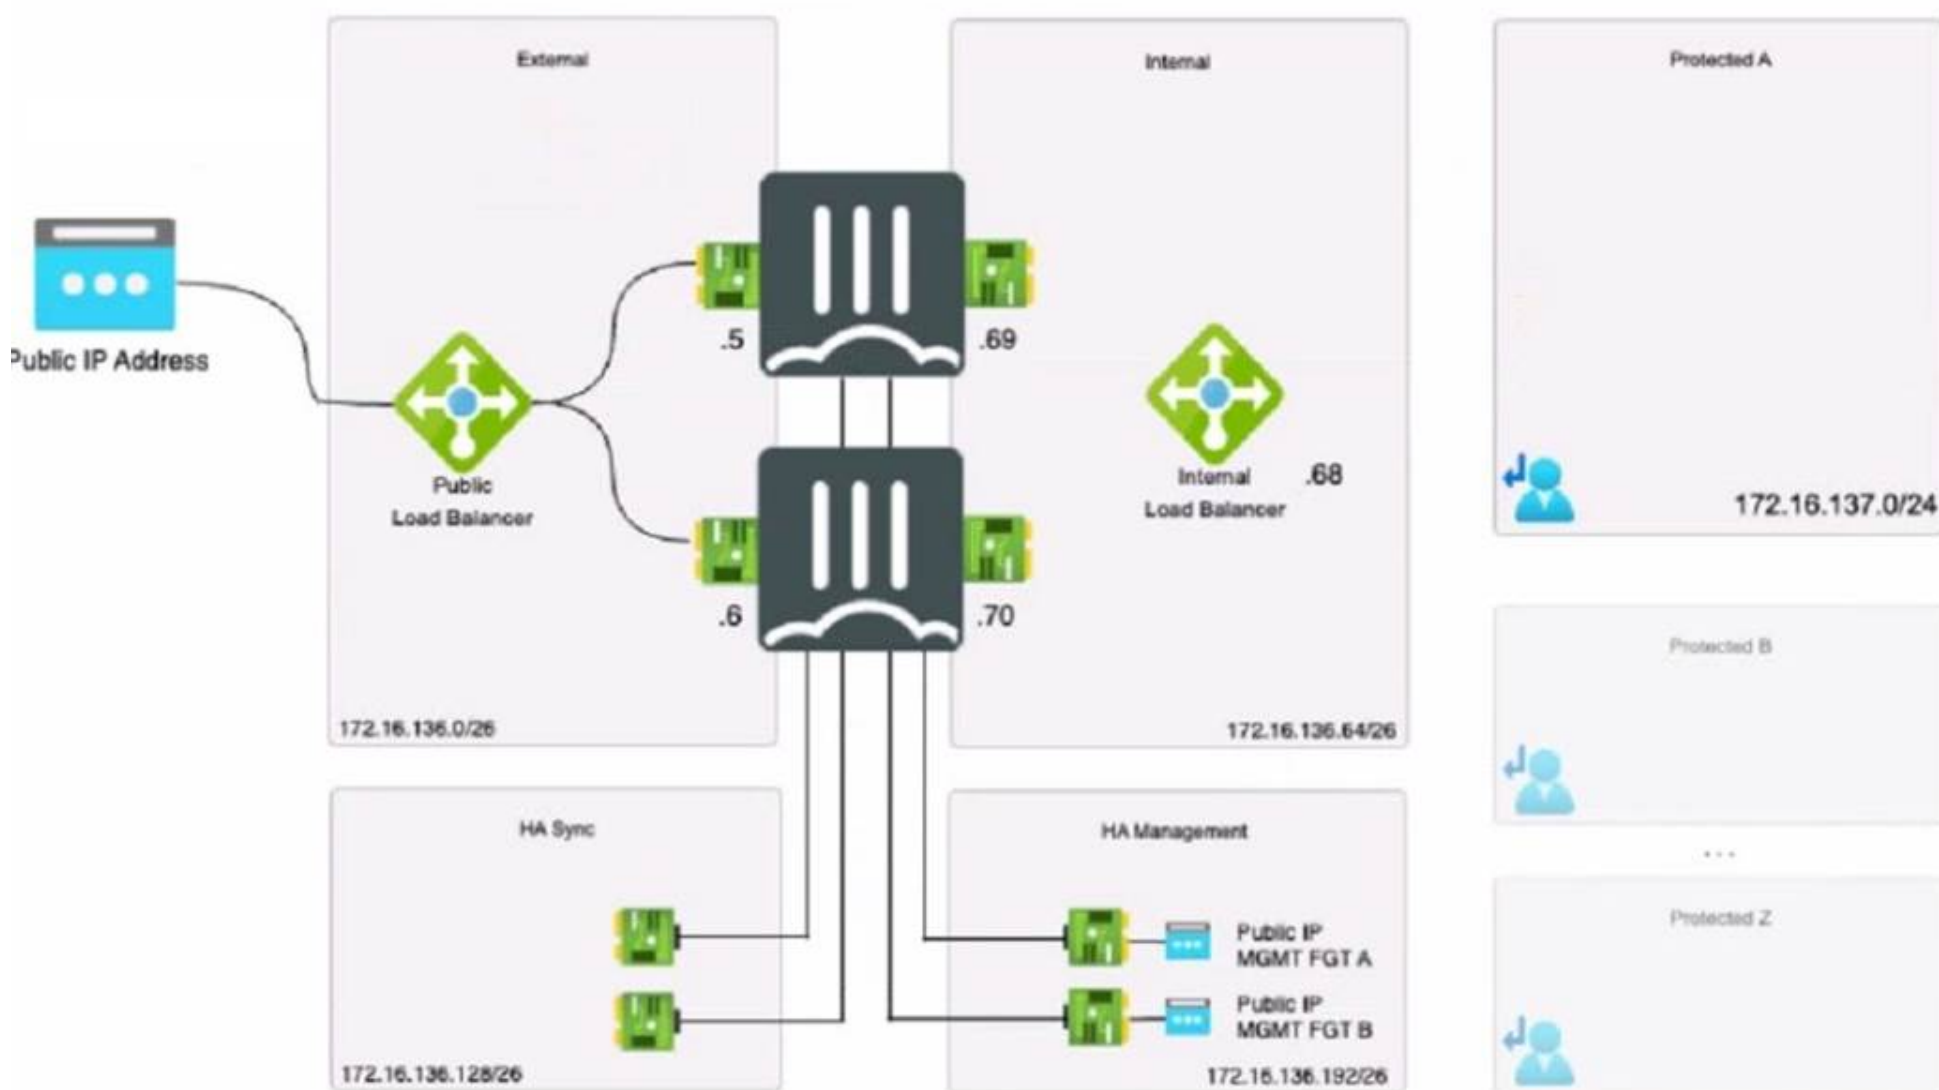 External
Internal
Protected A
Public IP Address
.5
.69
Public
Load Balancer
Internal
Load Balancer
.68
172.16.137.0/24
.6
.70
172.16.136.0/26
172.16.136.64/26
Protected B
HA Sync
HA Management
...
Protected Z
Public IP
MGMT FGT A
Public IP
MGMT FGT B
172.16.136.128/26
172.16.136.192/26